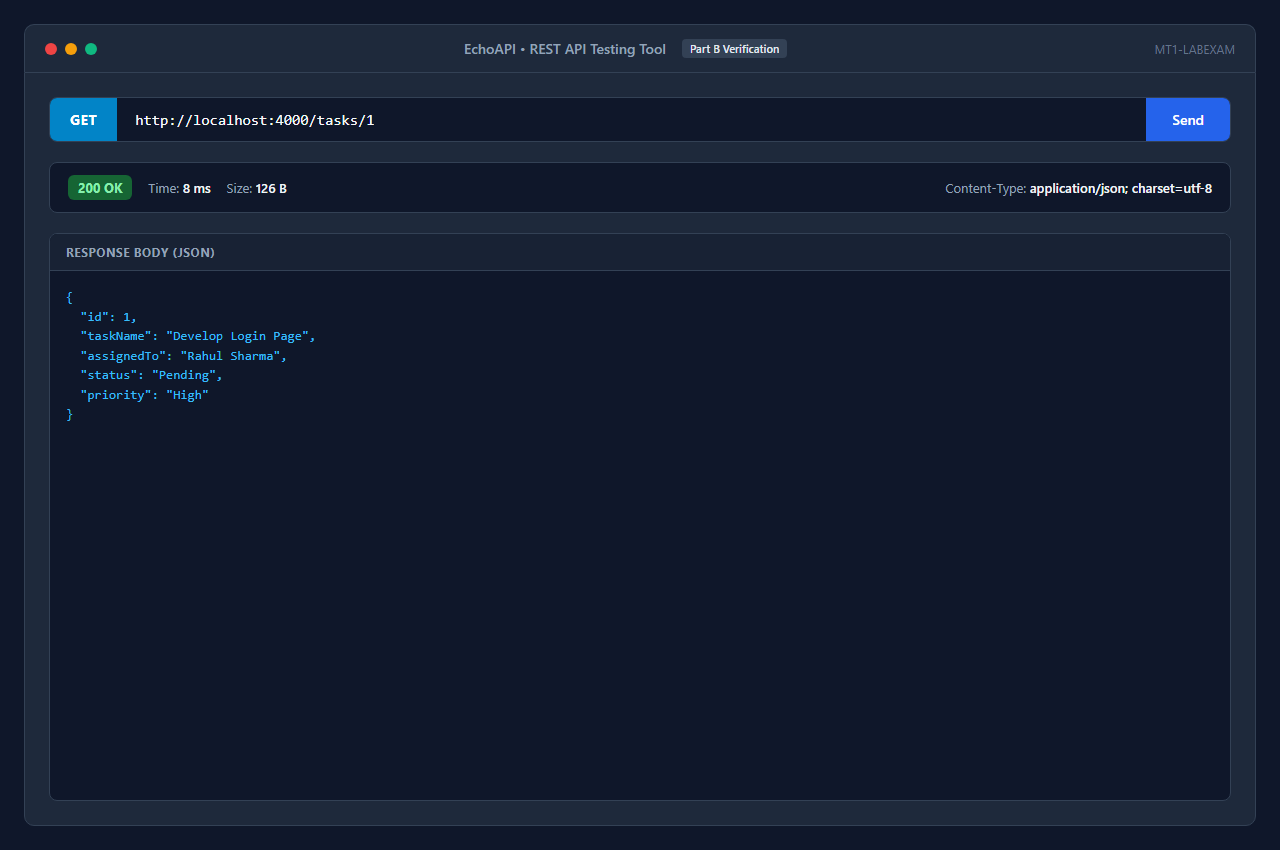 EchoAPI • REST API Testing Tool Part B Verification MT1-LABEXAM
GET http://localhost:4000/tasks/1 Send
200 OK Time: 8 ms Size: 126 B Content-Type: application/json; charset=utf-8
RESPONSE BODY (JSON)
{
  "id": 1,
  "taskName": "Develop Login Page",
  "assignedTo": "Rahul Sharma",
  "status": "Pending",
  "priority": "High"
}